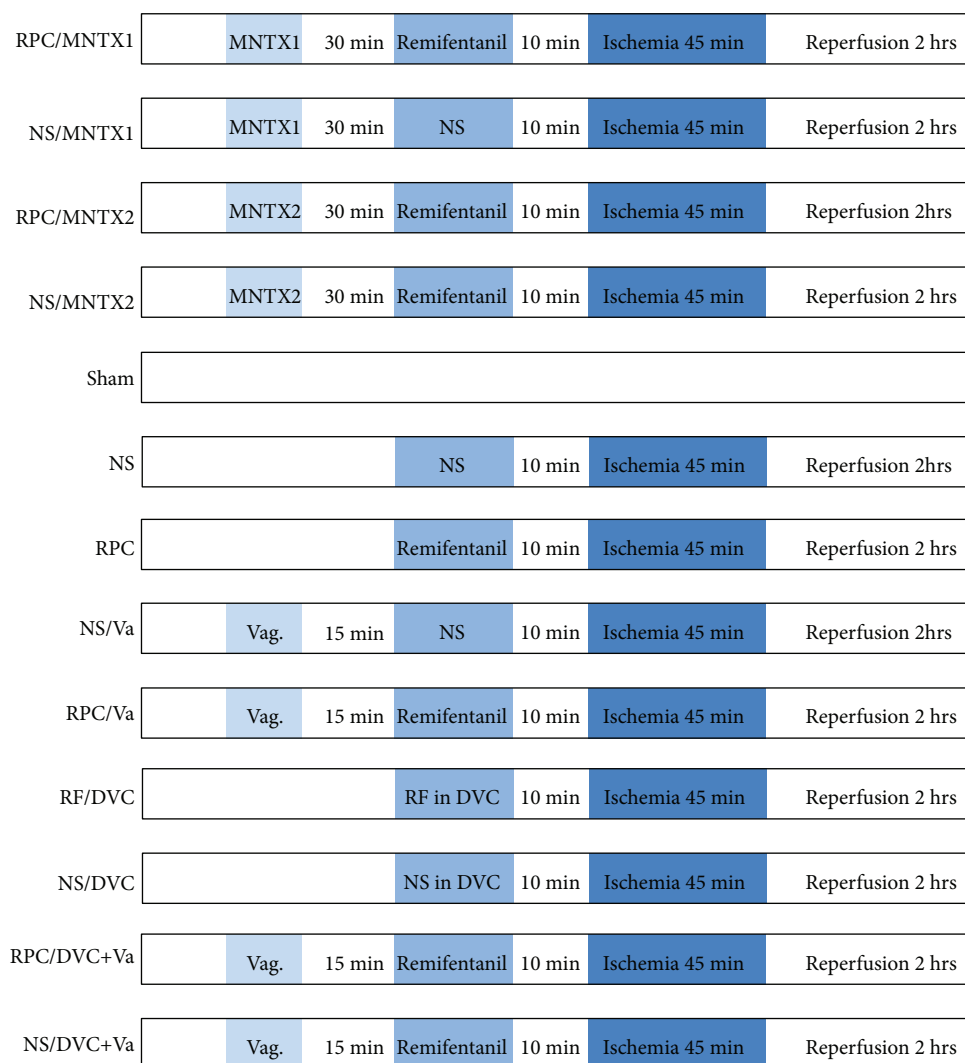 RPC/MNTX1 MNTX1 30 min Remifentanil 10 min Ischemia 45 min Reperfusion 2 hrs
NS/MNTX1 MNTX1 30 min NS 10 min Ischemia 45 min Reperfusion 2 hrs
RPC/MNTX2 MNTX2 30 min Remifentanil 10 min Ischemia 45 min Reperfusion 2hrs
NS/MNTX2 MNTX2 30 min Remifentanil 10 min Ischemia 45 min Reperfusion 2 hrs
Sham
NS NS 10 min Ischemia 45 min Reperfusion 2hrs
RPC Remifentanil 10 min Ischemia 45 min Reperfusion 2 hrs
NS/Va Vag. 15 min NS 10 min Ischemia 45 min Reperfusion 2hrs
RPC/Va Vag. 15 min Remifentanil 10 min Ischemia 45 min Reperfusion 2 hrs
RF/DVC RF in DVC 10 min Ischemia 45 min Reperfusion 2 hrs
NS/DVC NS in DVC 10 min Ischemia 45 min Reperfusion 2 hrs
RPC/DVC+Va Vag. 15 min Remifentanil 10 min Ischemia 45 min Reperfusion 2 hrs
NS/DVC+Va Vag. 15 min Remifentanil 10 min Ischemia 45 min Reperfusion 2 hrs